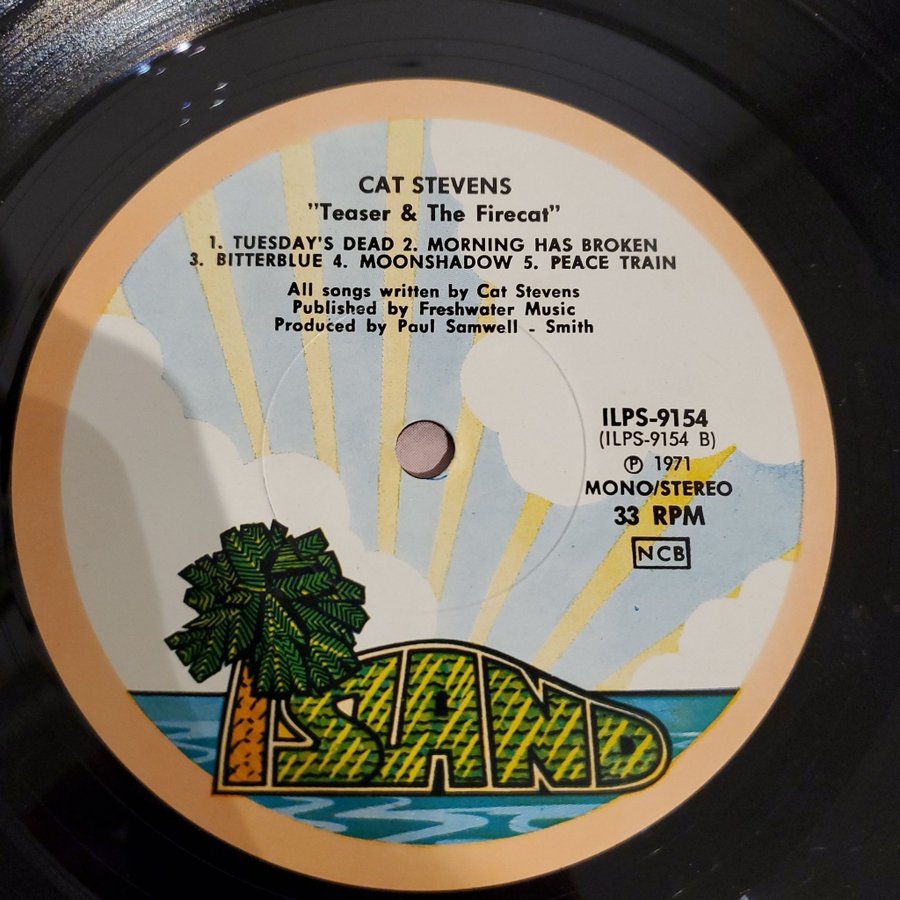 CAT STEVENS
"Teaser & The Firecat"
1. TUESDAY'S DEAD 2. MORNING HAS BROKEN
3. BITTERBLUE 4. MOONSHADOW 5. PEACE TRAIN
All songs written by Cat Stevens
Published by Freshwater Music
Produced by Paul Samwell - Smith
ILPS-9154
(ILPS-9154 B)
Ⓟ 1971
MONO/STEREO
33 RPM
NCB
ISLAND